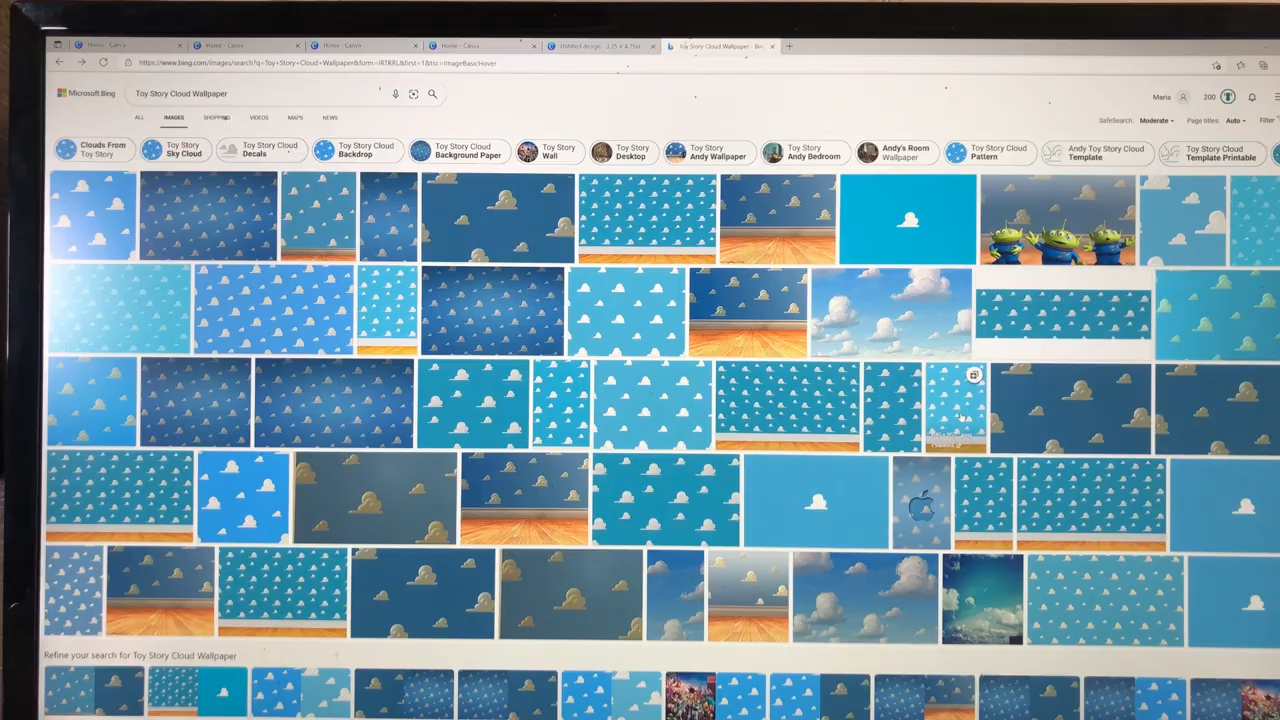 Home - Canva
Home - Canva
Home - Canva
Home - Canva
Untitled design - 3.25 × 4.75in
Toy Story Cloud Wallpaper - Bin
https://www.bing.com/images/search?q=Toy+Story+Cloud+Wallpaper&form=IRTRRL&first=1&tsc=ImageBasicHover
Microsoft Bing
Toy Story Cloud Wallpaper
Maria
200
ALL IMAGES SHOPPING VIDEOS MAPS NEWS
SafeSearch: Moderate
Page titles: Auto
Filter
Clouds From Toy Story
Toy Story Sky Cloud
Toy Story Cloud Decals
Toy Story Cloud Backdrop
Toy Story Cloud Background Paper
Toy Story Wall
Toy Story Desktop
Toy Story Andy Wallpaper
Toy Story Andy Bedroom
Andy's Room Wallpaper
Toy Story Cloud Pattern
Andy Toy Story Cloud Template
Toy Story Cloud Template Printable
Refine your search for Toy Story Cloud Wallpaper